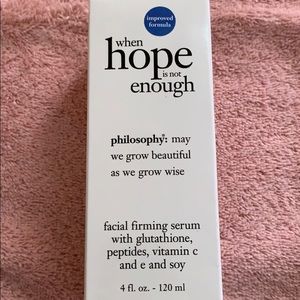 improved
formula
when
hope
is not
enough
philosophy: may
we grow beautiful
as we grow wise
facial firming serum
with glutathione,
peptides, vitamin c
and e and soy
4 fl. oz. - 120 ml